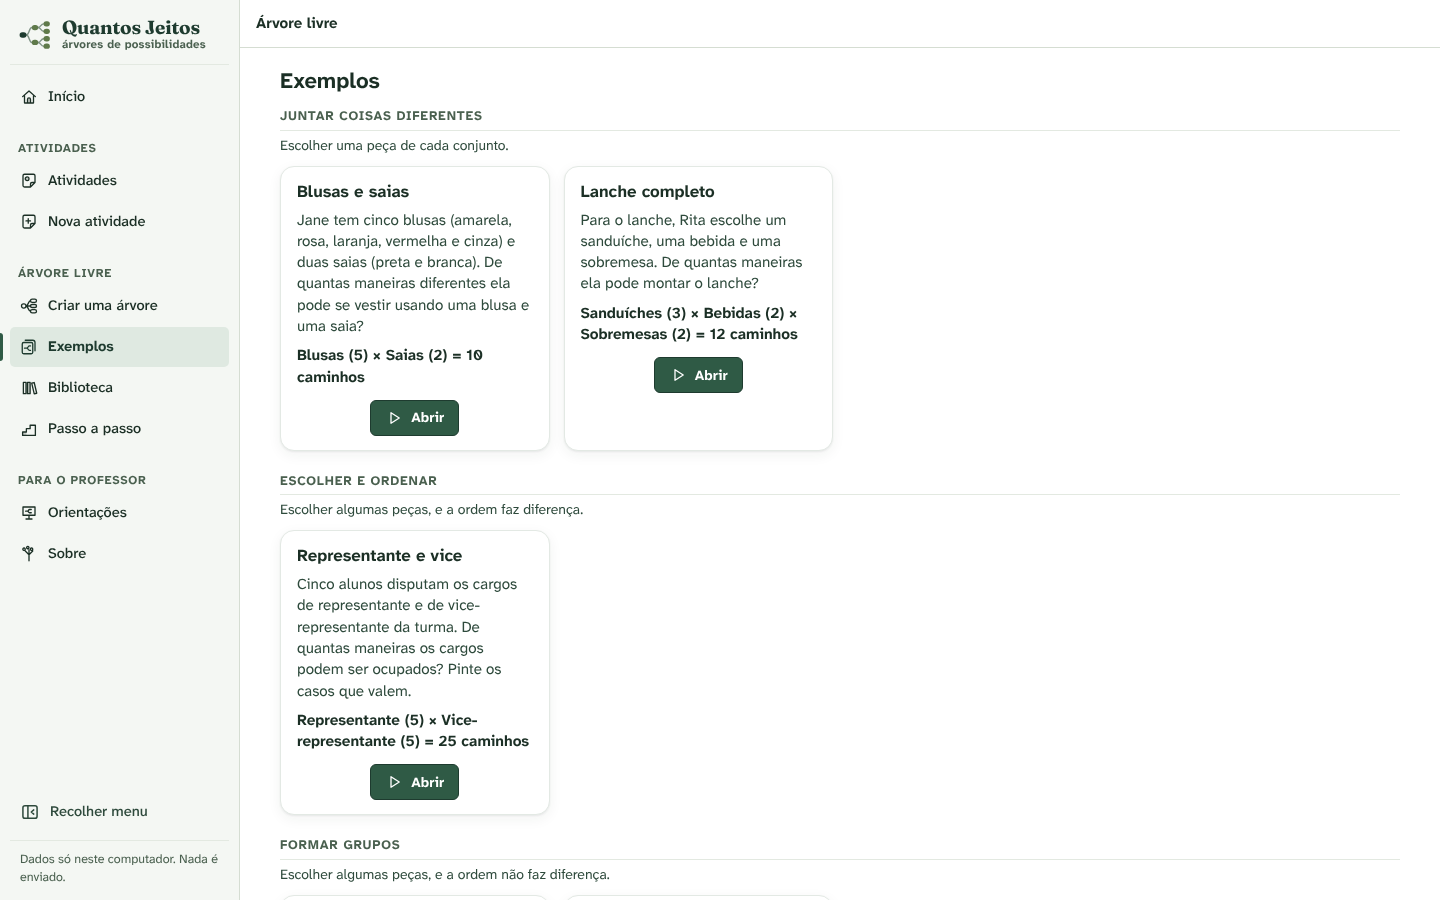 Quantos Jeitos
árvores de possibilidades
Início
ATIVIDADES
Atividades
Nova atividade
ÁRVORE LIVRE
Criar uma árvore
Exemplos
Biblioteca
Passo a passo
PARA O PROFESSOR
Orientações
Sobre
Recolher menu
Dados só neste computador. Nada é
enviado.
Árvore livre
Exemplos
JUNTAR COISAS DIFERENTES
Escolher uma peça de cada conjunto.
Blusas e saias
Jane tem cinco blusas (amarela,
rosa, laranja, vermelha e cinza) e
duas saias (preta e branca). De
quantas maneiras diferentes ela
pode se vestir usando uma blusa e
uma saia?
Blusas (5) × Saias (2) = 10
caminhos
Abrir
Lanche completo
Para o lanche, Rita escolhe um
sanduíche, uma bebida e uma
sobremesa. De quantas maneiras
ela pode montar o lanche?
Sanduíches (3) × Bebidas (2) ×
Sobremesas (2) = 12 caminhos
Abrir
ESCOLHER E ORDENAR
Escolher algumas peças, e a ordem faz diferença.
Representante e vice
Cinco alunos disputam os cargos
de representante e de vice-
representante da turma. De
quantas maneiras os cargos
podem ser ocupados? Pinte os
casos que valem.
Representante (5) × Vice-
representante (5) = 25 caminhos
Abrir
FORMAR GRUPOS
Escolher algumas peças, e a ordem não faz diferença.